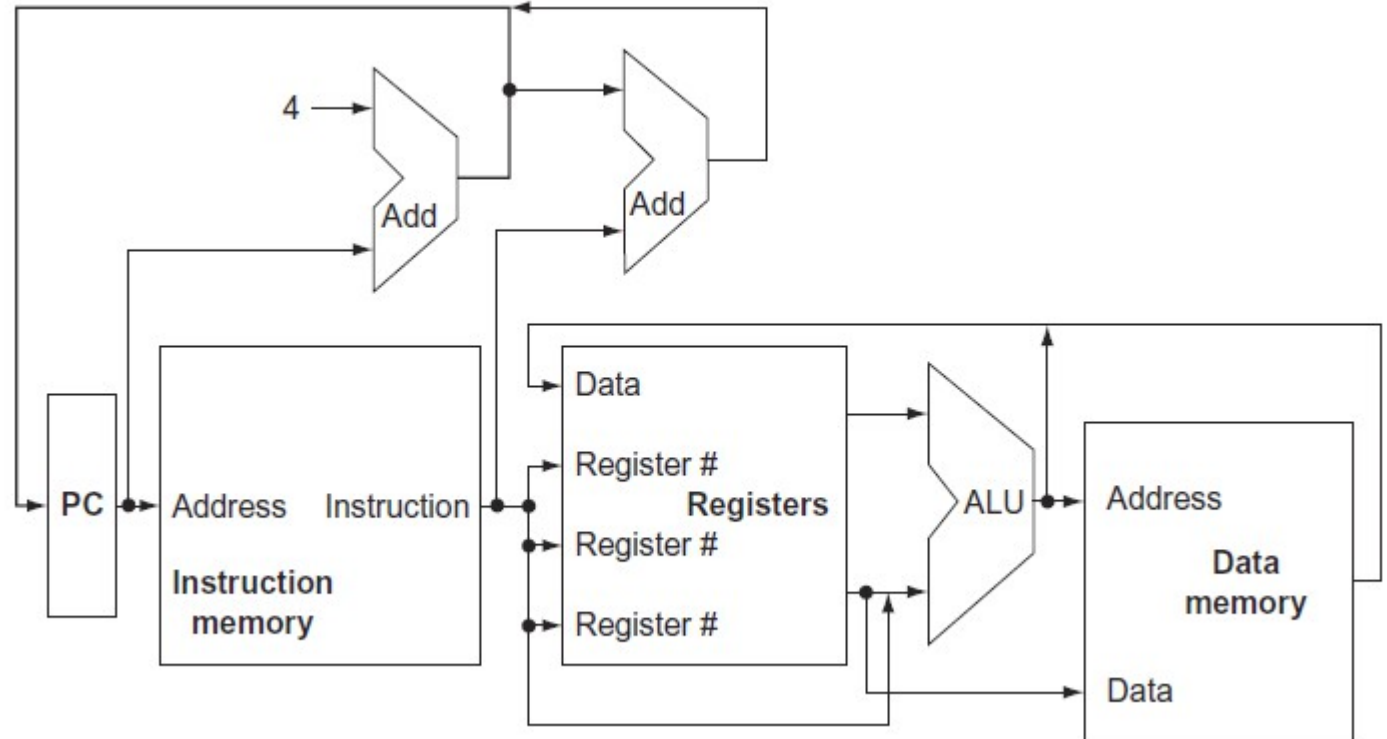 4
Add
Add
Data
Register #
Registers
Register #
Register #
PC
Address
Instruction
Instruction
memory
ALU
Address
Data
memory
Data